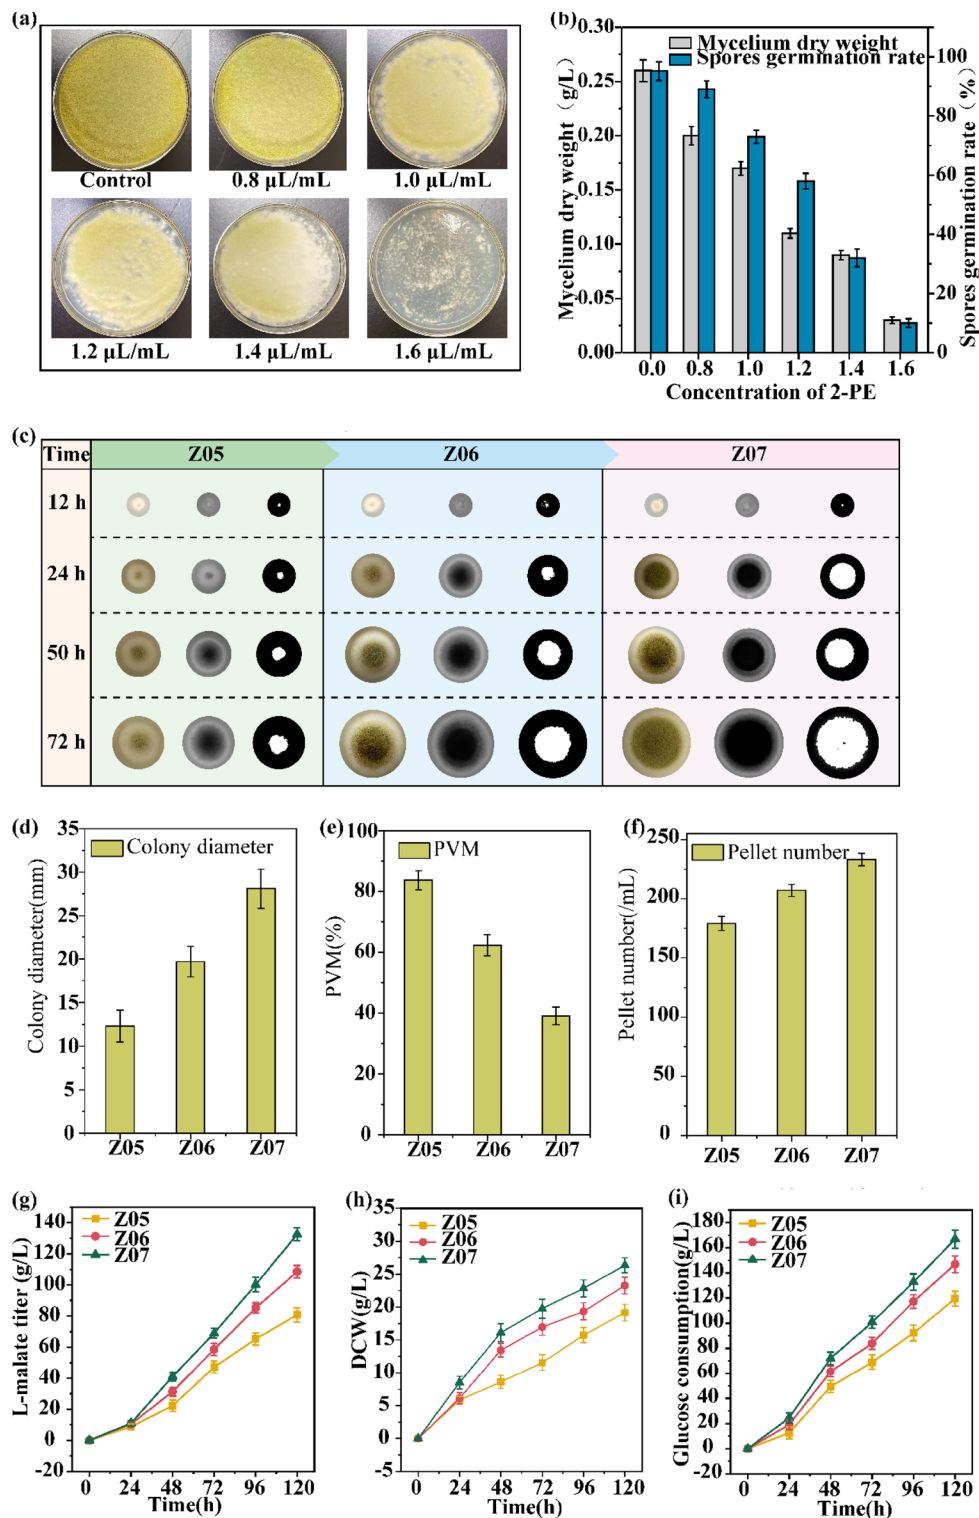 (a)
Control
0.8 μL/mL
1.0 μL/mL
1.2 μL/mL
1.4 μL/mL
1.6 μL/mL
(b)
Mycelium dry weight
Spores germination rate
Mycelium dry weight (g/L)
0.30
0.25
0.20
0.15
0.10
0.05
0.00
Spores germination rate (%)
100
80
60
40
20
0
0.0 0.8 1.0 1.2 1.4 1.6
Concentration of 2-PE
(c)
Time Z05 Z06 Z07
12 h
24 h
50 h
72 h
(d)
Colony diameter
Colony diameter(mm)
35
30
25
20
15
10
5
0
Z05 Z06 Z07
(e)
PVM
PVM(%)
100
80
60
40
20
0
Z05 Z06 Z07
(f)
Pellet number
Pellet number(/mL)
250
200
150
100
50
0
Z05 Z06 Z07
(g)
Z05
Z06
Z07
L-malate titer (g/L)
140
120
100
80
60
40
20
0
-20
0 24 48 72 96 120
Time(h)
(h)
Z05
Z06
Z07
DCW(g/L)
35
30
25
20
15
10
5
0
-5
0 24 48 72 96 120
Time(h)
(i)
Z05
Z06
Z07
Glucosc consumption(g/L)
180
160
140
120
100
80
60
40
20
0
-20
0 24 48 72 96 120
Time(h)